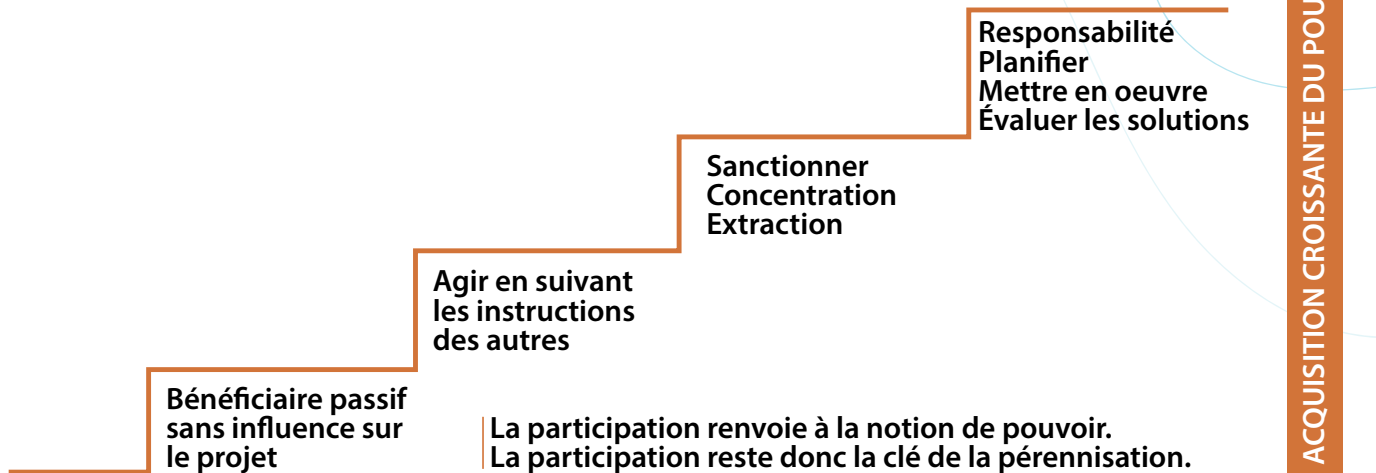 Responsabilité
Planifier
Mettre en oeuvre
Évaluer les solutions
Sanctionner
Concentration
Extraction
Agir en suivant
les instructions
des autres
Bénéficiaire passif
sans influence sur
le projet
La participation renvoie à la notion de pouvoir.
La participation reste donc la clé de la pérennisation.
ACQUISITION CROISSANTE DU POU